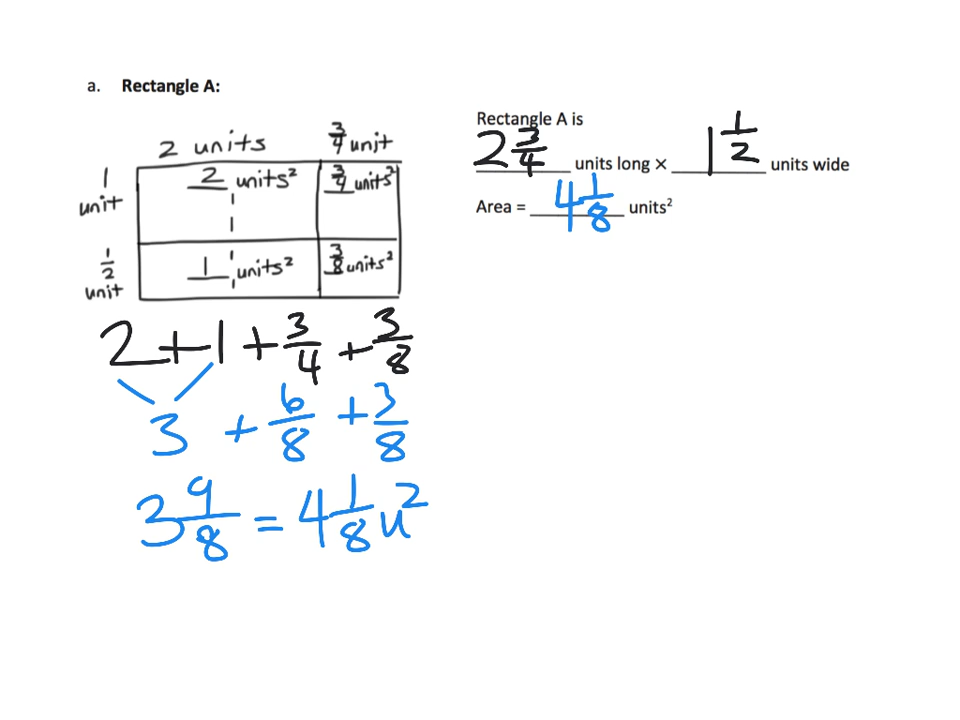 a. Rectangle A:
2 units 3/4 unit
1 unit
2 units² 3/4 units²
1/2 unit
1 units² 3/8 units²
2 + 1 + 3/4 + 3/8
3 + 6/8 + 3/8
3 9/8 = 4 1/8 u²
Rectangle A is
2 3/4 units long × 1 1/2 units wide
Area = 4 1/8 units²